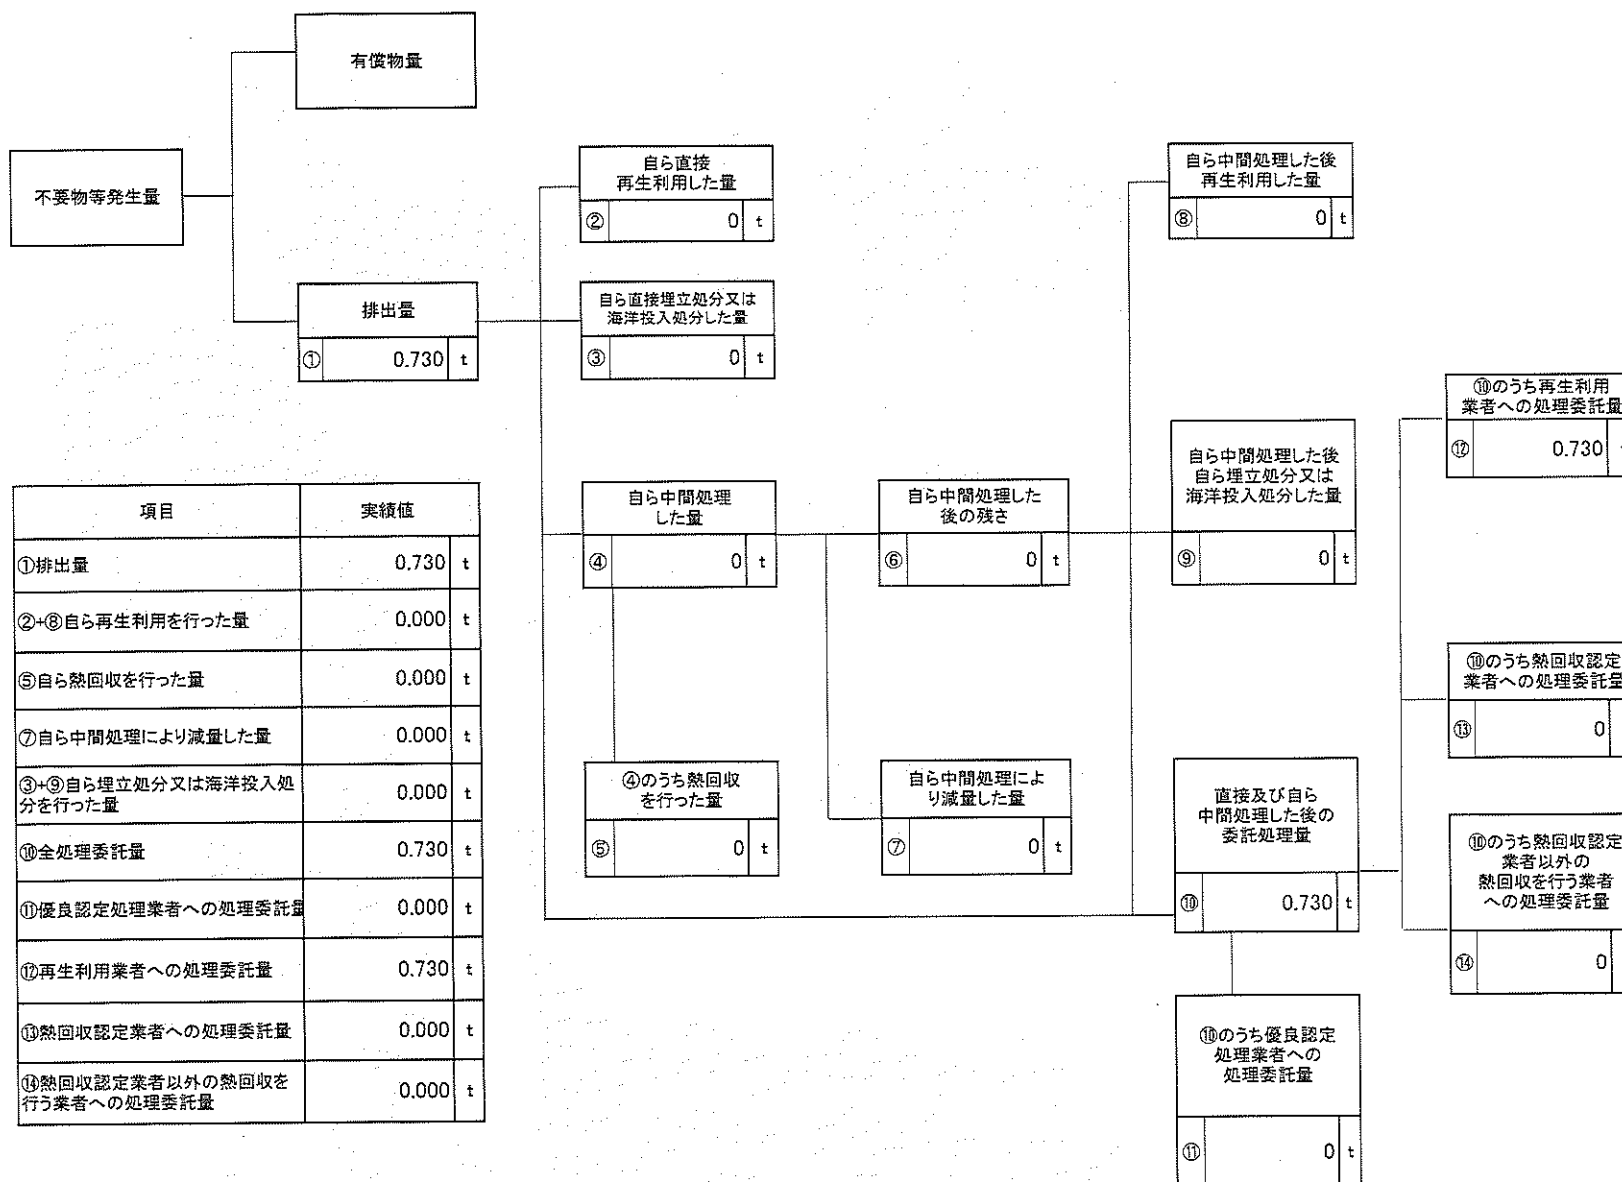 有償物量
不要物等発生量
排出量
① 0.730 t
自ら直接
再生利用した量
② 0 t
自ら直接埋立処分又は
海洋投入処分した量
③ 0 t
自ら中間処理
した量
④ 0 t
④のうち熱回収
を行った量
⑤ 0 t
自ら中間処理した
後の残さ
⑥ 0 t
自ら中間処理によ
り減量した量
⑦ 0 t
自ら中間処理した後
再生利用した量
⑧ 0 t
自ら中間処理した後
自ら埋立処分又は
海洋投入処分した量
⑨ 0 t
直接及び自ら
中間処理した後の
委託処理量
⑩ 0.730 t
⑩のうち優良認定
処理業者への
処理委託量
⑪ 0 t
⑩のうち再生利用
業者への処理委託量
⑫ 0.730
⑩のうち熱回収認定
業者への処理委託量
⑬ 0
⑩のうち熱回収認定
業者以外の
熱回収を行う業者
への処理委託量
⑭ 0
項目 実績値
①排出量 0.730 t
②+⑧自ら再生利用を行った量 0.000 t
⑤自ら熱回収を行った量 0.000 t
⑦自ら中間処理により減量した量 0.000 t
③+⑨自ら埋立処分又は海洋投入処
分を行った量 0.000 t
⑩全処理委託量 0.730 t
⑪優良認定処理業者への処理委託量 0.000 t
⑫再生利用業者への処理委託量 0.730 t
⑬熱回収認定業者への処理委託量 0.000 t
⑭熱回収認定業者以外の熱回収を
行う業者への処理委託量 0.000 t